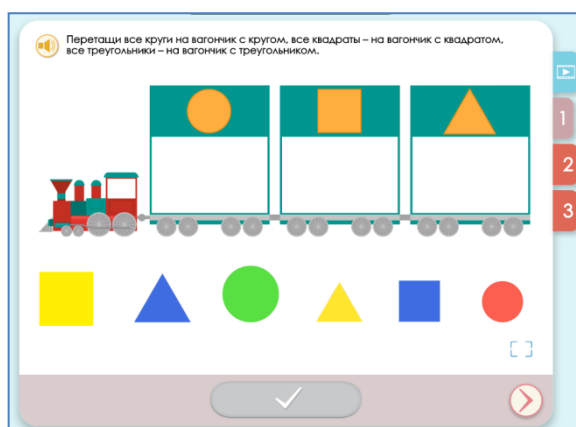 Перетащи все круги на вагончик с кругом, все квадраты – на вагончик с квадратом,
все треугольники – на вагончик с треугольником.
1
2
3